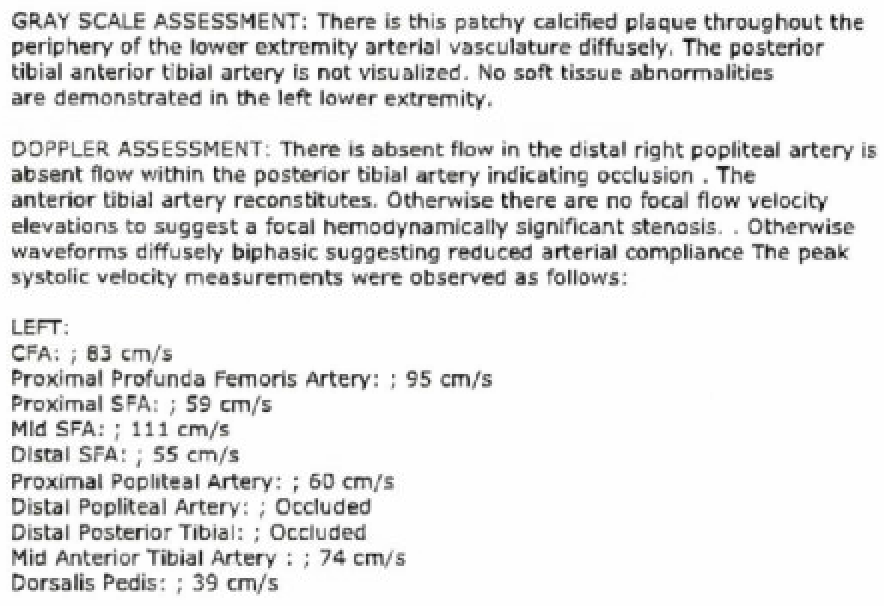 GRAY SCALE ASSESSMENT: There is this patchy calcified plaque throughout the
periphery of the lower extremity arterial vasculature diffusely. The posterior
tibial anterior tibial artery is not visualized. No soft tissue abnormalities
are demonstrated in the left lower extremity.
DOPPLER ASSESSMENT: There is absent flow in the distal right popliteal artery is
absent flow within the posterior tibial artery indicating occlusion . The
anterior tibial artery reconstitutes. Otherwise there are no focal flow velocity
elevations to suggest a focal hemodynamically significant stenosis. . Otherwise
waveforms diffusely biphasic suggesting reduced arterial compliance The peak
systolic velocity measurements were observed as follows:
LEFT:
CFA: ; 83 cm/s
Proximal Profunda Femoris Artery: ; 95 cm/s
Proximal SFA: ; 59 cm/s
Mid SFA: ; 111 cm/s
Distal SFA: ; 55 cm/s
Proximal Popliteal Artery: ; 60 cm/s
Distal Popliteal Artery: ; Occluded
Distal Posterior Tibial: ; Occluded
Mid Anterior Tibial Artery : ; 74 cm/s
Dorsalis Pedis: ; 39 cm/s